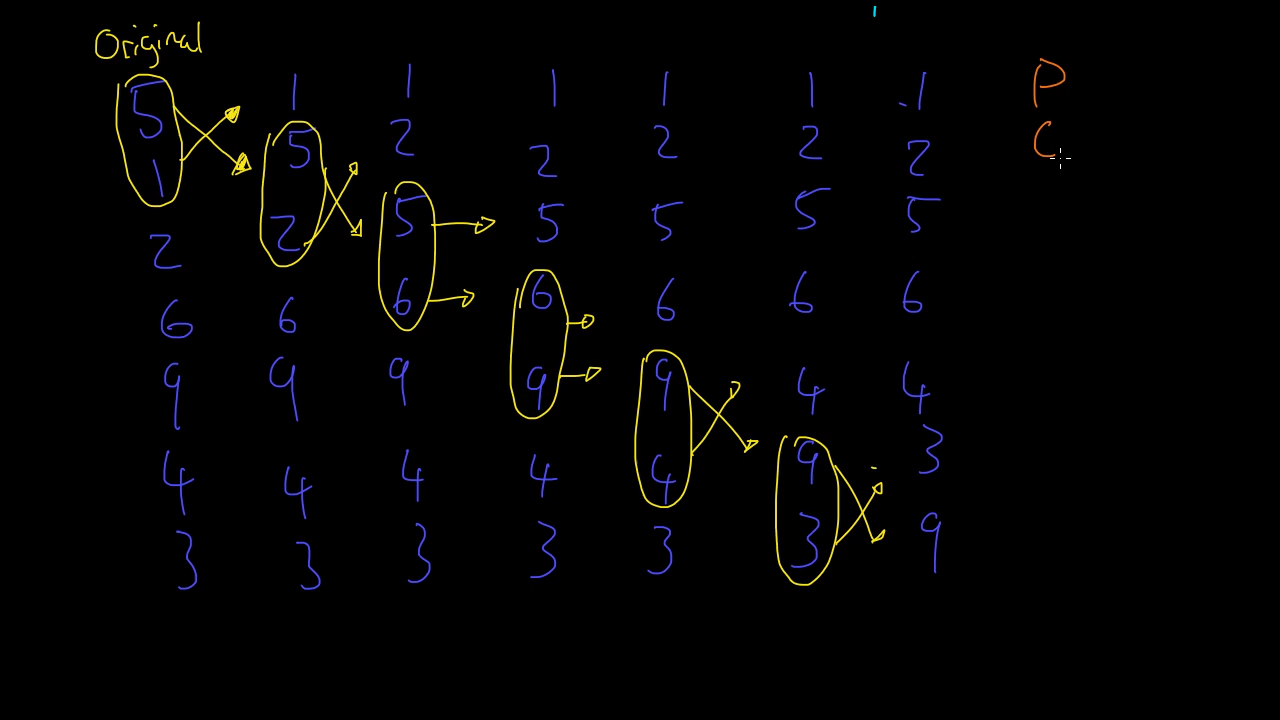 Original
5 1 1 1 1 1 1 P
1 5 2 2 2 2 2 C
2 2 5 5 5 5 5
6 6 6 6 6 6 6
9 9 9 9 9 4 4
4 4 4 4 4 9 3
3 3 3 3 3 3 9